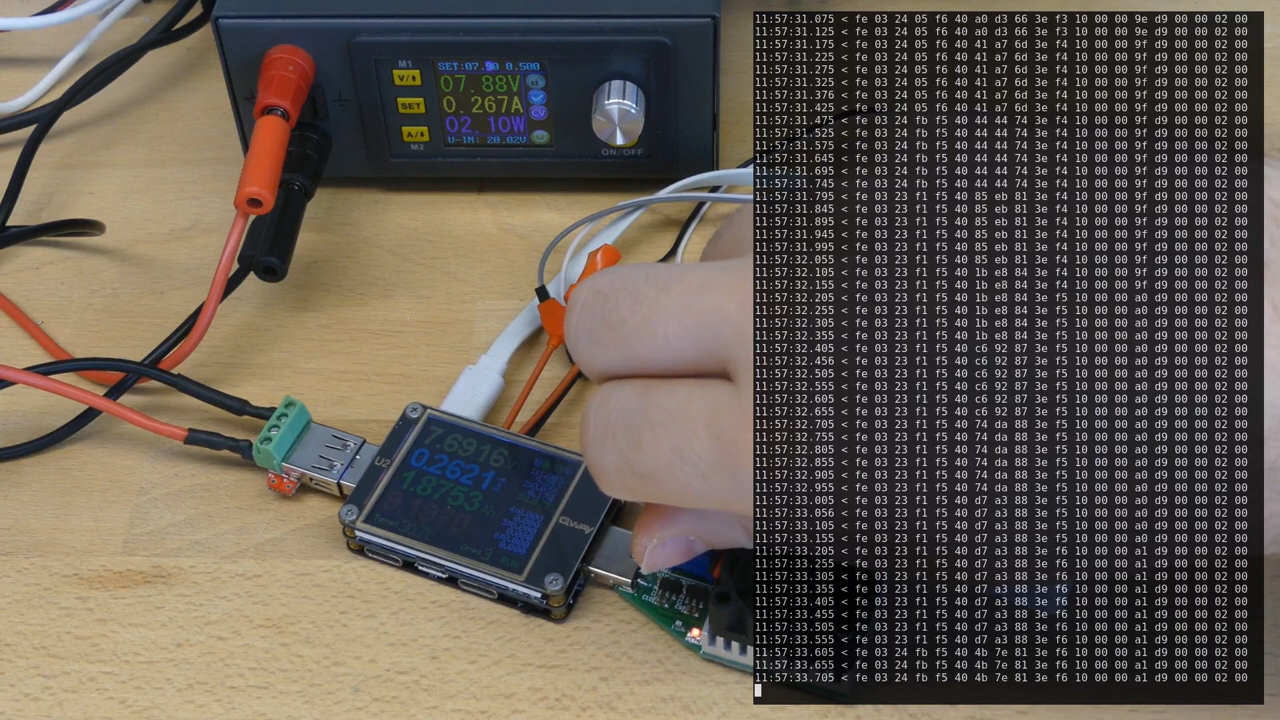 M1
V/⬍
SET
A/⬍
M2
SET:07.90 0.500
07.88V
0.267A
02.10W
U-IN: 20.02V
CV
ON/OFF
U2
7.6916
0.2621
1.8753
QWAY
RUN
11:57:31.075 < fe 03 24 05 f6 40 a0 d3 66 3e f3 10 00 00 9e d9 00 00 02 00
11:57:31.125 < fe 03 24 05 f6 40 a0 d3 66 3e f3 10 00 00 9e d9 00 00 02 00
11:57:31.175 < fe 03 24 05 f6 40 41 a7 6d 3e f4 10 00 00 9f d9 00 00 02 00
11:57:31.225 < fe 03 24 05 f6 40 41 a7 6d 3e f4 10 00 00 9f d9 00 00 02 00
11:57:31.275 < fe 03 24 05 f6 40 41 a7 6d 3e f4 10 00 00 9f d9 00 00 02 00
11:57:31.325 < fe 03 24 05 f6 40 41 a7 6d 3e f4 10 00 00 9f d9 00 00 02 00
11:57:31.376 < fe 03 24 05 f6 40 41 a7 6d 3e f4 10 00 00 9f d9 00 00 02 00
11:57:31.425 < fe 03 24 05 f6 40 41 a7 6d 3e f4 10 00 00 9f d9 00 00 02 00
11:57:31.475 < fe 03 24 fb f5 40 44 44 74 3e f4 10 00 00 9f d9 00 00 02 00
11:57:31.525 < fe 03 24 fb f5 40 44 44 74 3e f4 10 00 00 9f d9 00 00 02 00
11:57:31.575 < fe 03 24 fb f5 40 44 44 74 3e f4 10 00 00 9f d9 00 00 02 00
11:57:31.645 < fe 03 24 fb f5 40 44 44 74 3e f4 10 00 00 9f d9 00 00 02 00
11:57:31.695 < fe 03 24 fb f5 40 44 44 74 3e f4 10 00 00 9f d9 00 00 02 00
11:57:31.745 < fe 03 24 fb f5 40 44 44 74 3e f4 10 00 00 9f d9 00 00 02 00
11:57:31.795 < fe 03 23 f1 f5 40 85 eb 81 3e f4 10 00 00 9f d9 00 00 02 00
11:57:31.845 < fe 03 23 f1 f5 40 85 eb 81 3e f4 10 00 00 9f d9 00 00 02 00
11:57:31.895 < fe 03 23 f1 f5 40 85 eb 81 3e f4 10 00 00 9f d9 00 00 02 00
11:57:31.945 < fe 03 23 f1 f5 40 85 eb 81 3e f4 10 00 00 9f d9 00 00 02 00
11:57:31.995 < fe 03 23 f1 f5 40 85 eb 81 3e f4 10 00 00 9f d9 00 00 02 00
11:57:32.055 < fe 03 23 f1 f5 40 85 eb 81 3e f4 10 00 00 9f d9 00 00 02 00
11:57:32.105 < fe 03 23 f1 f5 40 1b e8 84 3e f4 10 00 00 9f d9 00 00 02 00
11:57:32.155 < fe 03 23 f1 f5 40 1b e8 84 3e f4 10 00 00 a0 d9 00 00 02 00
11:57:32.205 < fe 03 23 f1 f5 40 1b e8 84 3e f5 10 00 00 a0 d9 00 00 02 00
11:57:32.255 < fe 03 23 f1 f5 40 1b e8 84 3e f5 10 00 00 a0 d9 00 00 02 00
11:57:32.305 < fe 03 23 f1 f5 40 1b e8 84 3e f5 10 00 00 a0 d9 00 00 02 00
11:57:32.355 < fe 03 23 f1 f5 40 1b e8 84 3e f5 10 00 00 a0 d9 00 00 02 00
11:57:32.405 < fe 03 23 f1 f5 40 c6 92 87 3e f5 10 00 00 a0 d9 00 00 02 00
11:57:32.456 < fe 03 23 f1 f5 40 c6 92 87 3e f5 10 00 00 a0 d9 00 00 02 00
11:57:32.505 < fe 03 23 f1 f5 40 c6 92 87 3e f5 10 00 00 a0 d9 00 00 02 00
11:57:32.555 < fe 03 23 f1 f5 40 c6 92 87 3e f5 10 00 00 a0 d9 00 00 02 00
11:57:32.605 < fe 03 23 f1 f5 40 c6 92 87 3e f5 10 00 00 a0 d9 00 00 02 00
11:57:32.655 < fe 03 23 f1 f5 40 c6 92 87 3e f5 10 00 00 a0 d9 00 00 02 00
11:57:32.705 < fe 03 23 f1 f5 40 74 da 88 3e f5 10 00 00 a0 d9 00 00 02 00
11:57:32.755 < fe 03 23 f1 f5 40 74 da 88 3e f5 10 00 00 a0 d9 00 00 02 00
11:57:32.805 < fe 03 23 f1 f5 40 74 da 88 3e f5 10 00 00 a0 d9 00 00 02 00
11:57:32.855 < fe 03 23 f1 f5 40 74 da 88 3e f5 10 00 00 a0 d9 00 00 02 00
11:57:32.905 < fe 03 23 f1 f5 40 74 da 88 3e f5 10 00 00 a0 d9 00 00 02 00
11:57:32.955 < fe 03 23 f1 f5 40 74 da 88 3e f5 10 00 00 a0 d9 00 00 02 00
11:57:33.005 < fe 03 23 f1 f5 40 d7 a3 88 3e f5 10 00 00 a0 d9 00 00 02 00
11:57:33.056 < fe 03 23 f1 f5 40 d7 a3 88 3e f5 10 00 00 a0 d9 00 00 02 00
11:57:33.105 < fe 03 23 f1 f5 40 d7 a3 88 3e f5 10 00 00 a0 d9 00 00 02 00
11:57:33.155 < fe 03 23 f1 f5 40 d7 a3 88 3e f5 10 00 00 a0 d9 00 00 02 00
11:57:33.205 < fe 03 23 f1 f5 40 d7 a3 88 3e f6 10 00 00 a1 d9 00 00 02 00
11:57:33.255 < fe 03 23 f1 f5 40 d7 a3 88 3e f6 10 00 00 a1 d9 00 00 02 00
11:57:33.305 < fe 03 23 f1 f5 40 d7 a3 88 3e f6 10 00 00 a1 d9 00 00 02 00
11:57:33.355 < fe 03 23 f1 f5 40 d7 a3 88 3e f6 10 00 00 a1 d9 00 00 02 00
11:57:33.405 < fe 03 23 f1 f5 40 d7 a3 88 3e f6 10 00 00 a1 d9 00 00 02 00
11:57:33.455 < fe 03 23 f1 f5 40 d7 a3 88 3e f6 10 00 00 a1 d9 00 00 02 00
11:57:33.505 < fe 03 23 f1 f5 40 d7 a3 88 3e f6 10 00 00 a1 d9 00 00 02 00
11:57:33.555 < fe 03 23 f1 f5 40 d7 a3 88 3e f6 10 00 00 a1 d9 00 00 02 00
11:57:33.605 < fe 03 24 fb f5 40 4b 7e 81 3e f6 10 00 00 a1 d9 00 00 02 00
11:57:33.655 < fe 03 24 fb f5 40 4b 7e 81 3e f6 10 00 00 a1 d9 00 00 02 00
11:57:33.705 < fe 03 24 fb f5 40 4b 7e 81 3e f6 10 00 00 a1 d9 00 00 02 00